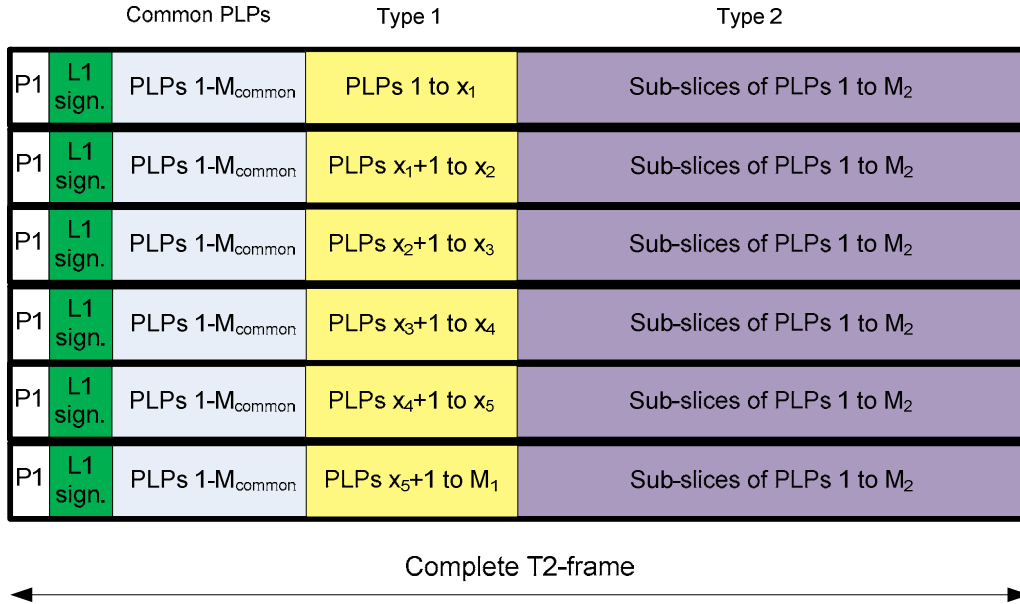 Common PLPs Type 1 Type 2
P1 L1 sign. PLPs 1-Mcommon PLPs 1 to x1 Sub-slices of PLPs 1 to M2
P1 L1 sign. PLPs 1-Mcommon PLPs x1+1 to x2 Sub-slices of PLPs 1 to M2
P1 L1 sign. PLPs 1-Mcommon PLPs x2+1 to x3 Sub-slices of PLPs 1 to M2
P1 L1 sign. PLPs 1-Mcommon PLPs x3+1 to x4 Sub-slices of PLPs 1 to M2
P1 L1 sign. PLPs 1-Mcommon PLPs x4+1 to x5 Sub-slices of PLPs 1 to M2
P1 L1 sign. PLPs 1-Mcommon PLPs x5+1 to M1 Sub-slices of PLPs 1 to M2
Complete T2-frame